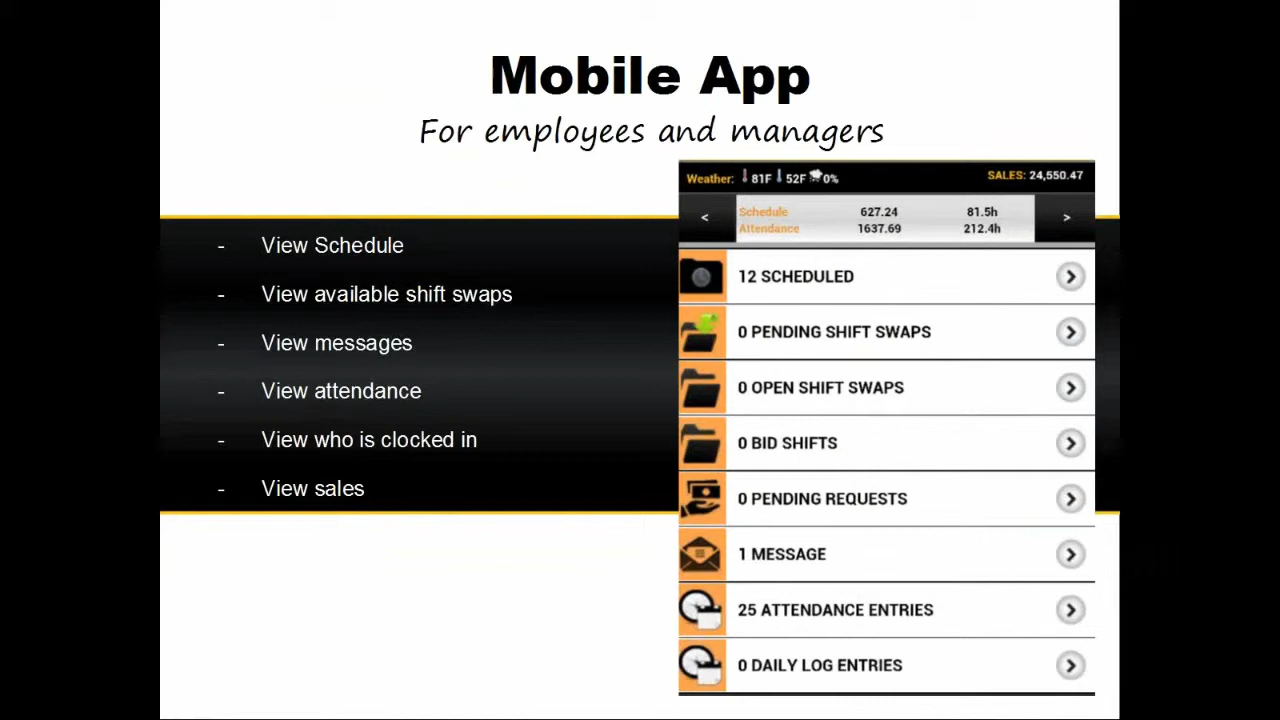 Mobile App
For employees and managers
- View Schedule
- View available shift swaps
- View messages
- View attendance
- View who is clocked in
- View sales
Weather: 81F 52F 0% SALES: 24,550.47
< Schedule 627.24 81.5h >
Attendance 1637.69 212.4h
12 SCHEDULED
0 PENDING SHIFT SWAPS
0 OPEN SHIFT SWAPS
0 BID SHIFTS
0 PENDING REQUESTS
1 MESSAGE
25 ATTENDANCE ENTRIES
0 DAILY LOG ENTRIES